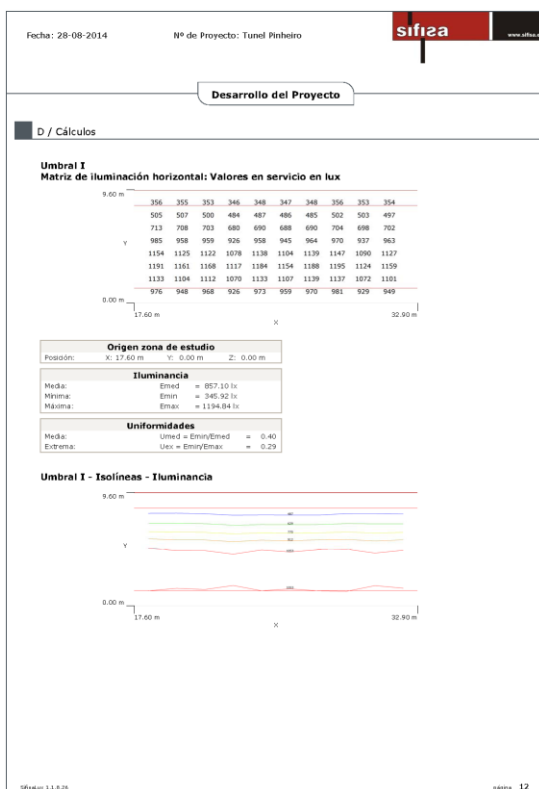 Fecha: 28-08-2014 Nº de Proyecto: Tunel Pinheiro
sifisa
Desarrollo del Proyecto
D / Cálculos
Umbral I
Matriz de iluminación horizontal: Valores en servicio en lux
9.60 m
356 355 353 346 348 347 348 356 353 354
505 507 500 484 487 486 485 502 503 497
713 708 703 680 690 688 690 704 698 702
Y
985 958 959 926 958 945 964 970 937 963
1154 1125 1122 1078 1138 1104 1139 1147 1090 1127
1191 1161 1168 1117 1184 1154 1188 1195 1124 1159
1133 1104 1112 1070 1133 1107 1139 1137 1072 1101
976 948 968 926 973 959 970 981 929 949
0.00 m
17.60 m 32.90 m
X
Origen zona de estudio
Posición: X: 17.60 m Y: 0.00 m Z: 0.00 m
Iluminancia
Media: Emed = 857.10 lx
Mínima: Emin = 345.92 lx
Máxima: Emax = 1194.84 lx
Uniformidades
Media: Umed = Emin/Emed = 0.40
Extrema: Uex = Emin/Emax = 0.29
Umbral I - Isolíneas - Iluminancia
9.60 m
Y
0.00 m
17.60 m 32.90 m
X
página 12